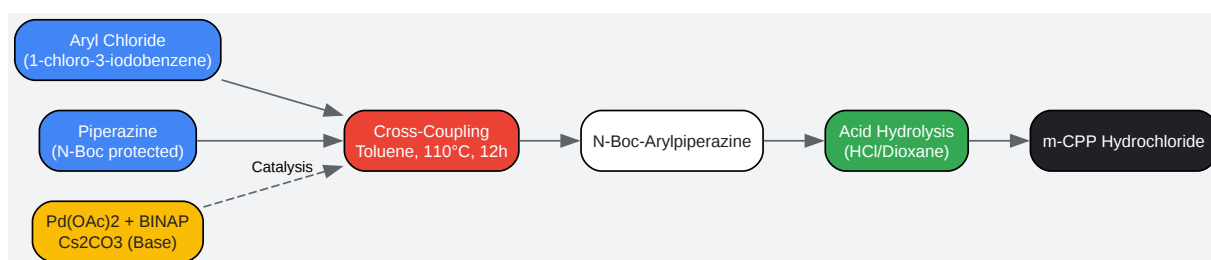 Aryl Chloride
(1-chloro-3-iodobenzene)
Piperazine
(N-Boc protected)
Catalysis
Pd(OAc)2 + BINAP
Cs2CO3 (Base)
Cross-Coupling
Toluene, 110°C, 12h
N-Boc-Arylpiperazine
Acid Hydrolysis
(HCl/Dioxane)
m-CPP Hydrochloride